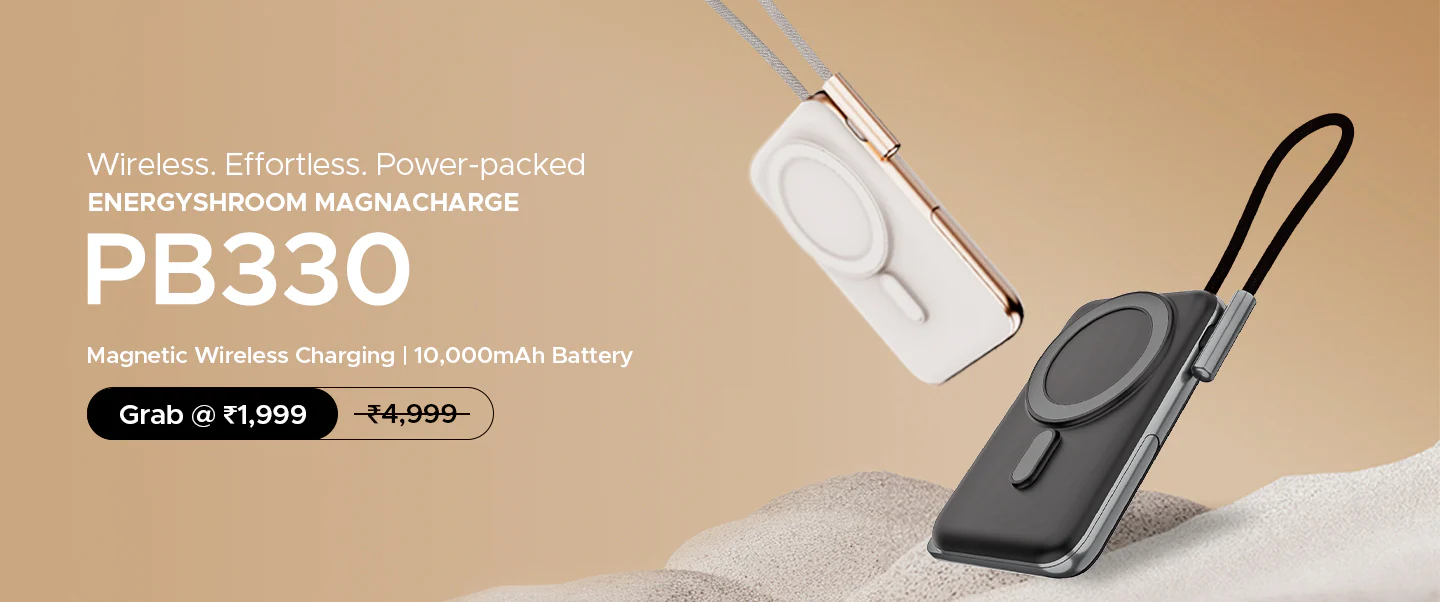 Wireless. Effortless. Power-packed
ENERGYSHROOM MAGNACHARGE
PB330
Magnetic Wireless Charging | 10,000mAh Battery
Grab @ ₹1,999 ₹4,999